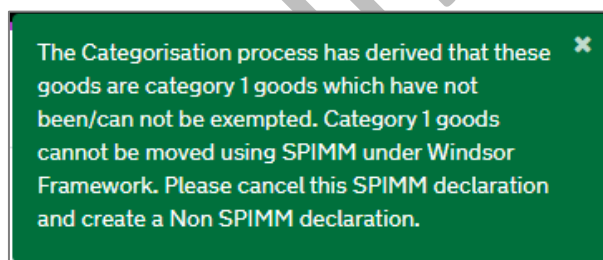 The Categorisation process has derived that these
goods are category 1 goods which have not
been/can not be exempted. Category 1 goods
cannot be moved using SPIMM under Windsor
Framework. Please cancel this SPIMM declaration
and create a Non SPIMM declaration.